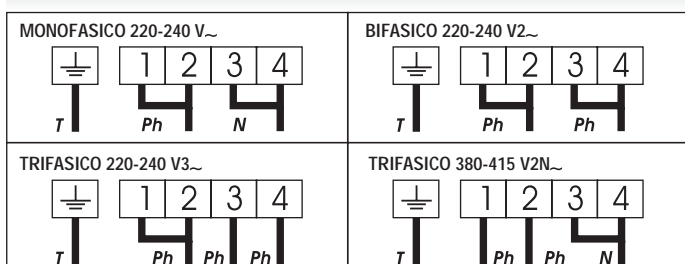 MONOFASICO 220-240 V~
1 2 3 4
T Ph N
BIFASICO 220-240 V2~
1 2 3 4
T Ph Ph
TRIFASICO 220-240 V3~
1 2 3 4
T Ph Ph Ph
TRIFASICO 380-415 V2N~
1 2 3 4
T Ph Ph N